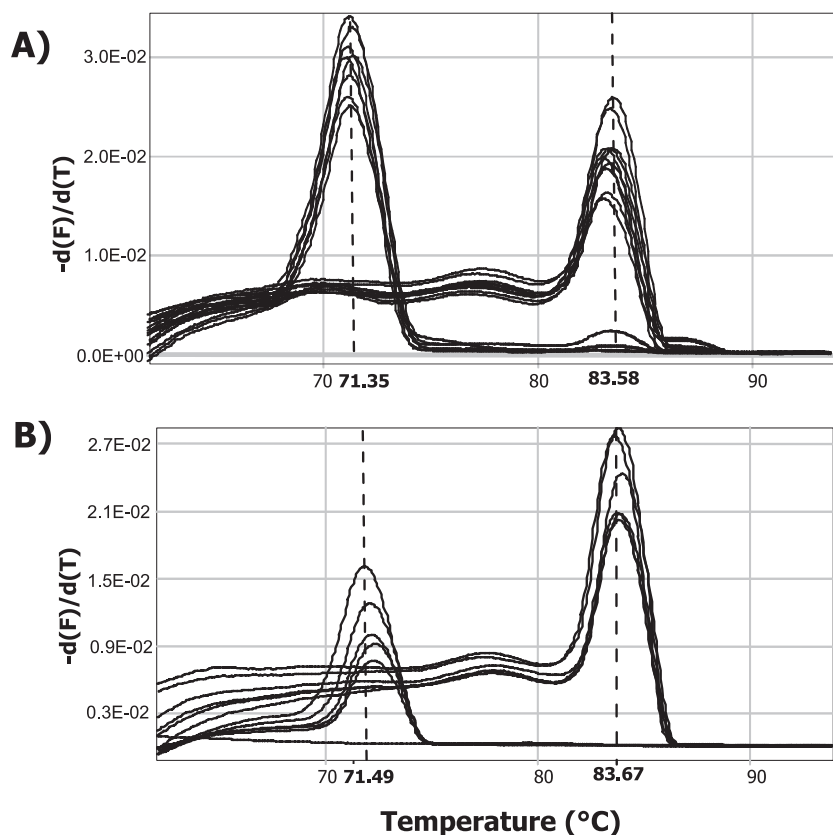 A)
3.0E-02
2.0E-02
1.0E-02
0.0E+00
-d(F)/d(T)
70 71.35 80 83.58 90
B)
2.7E-02
2.1E-02
1.5E-02
0.9E-02
0.3E-02
-d(F)/d(T)
70 71.49 80 83.67 90
Temperature (°C)